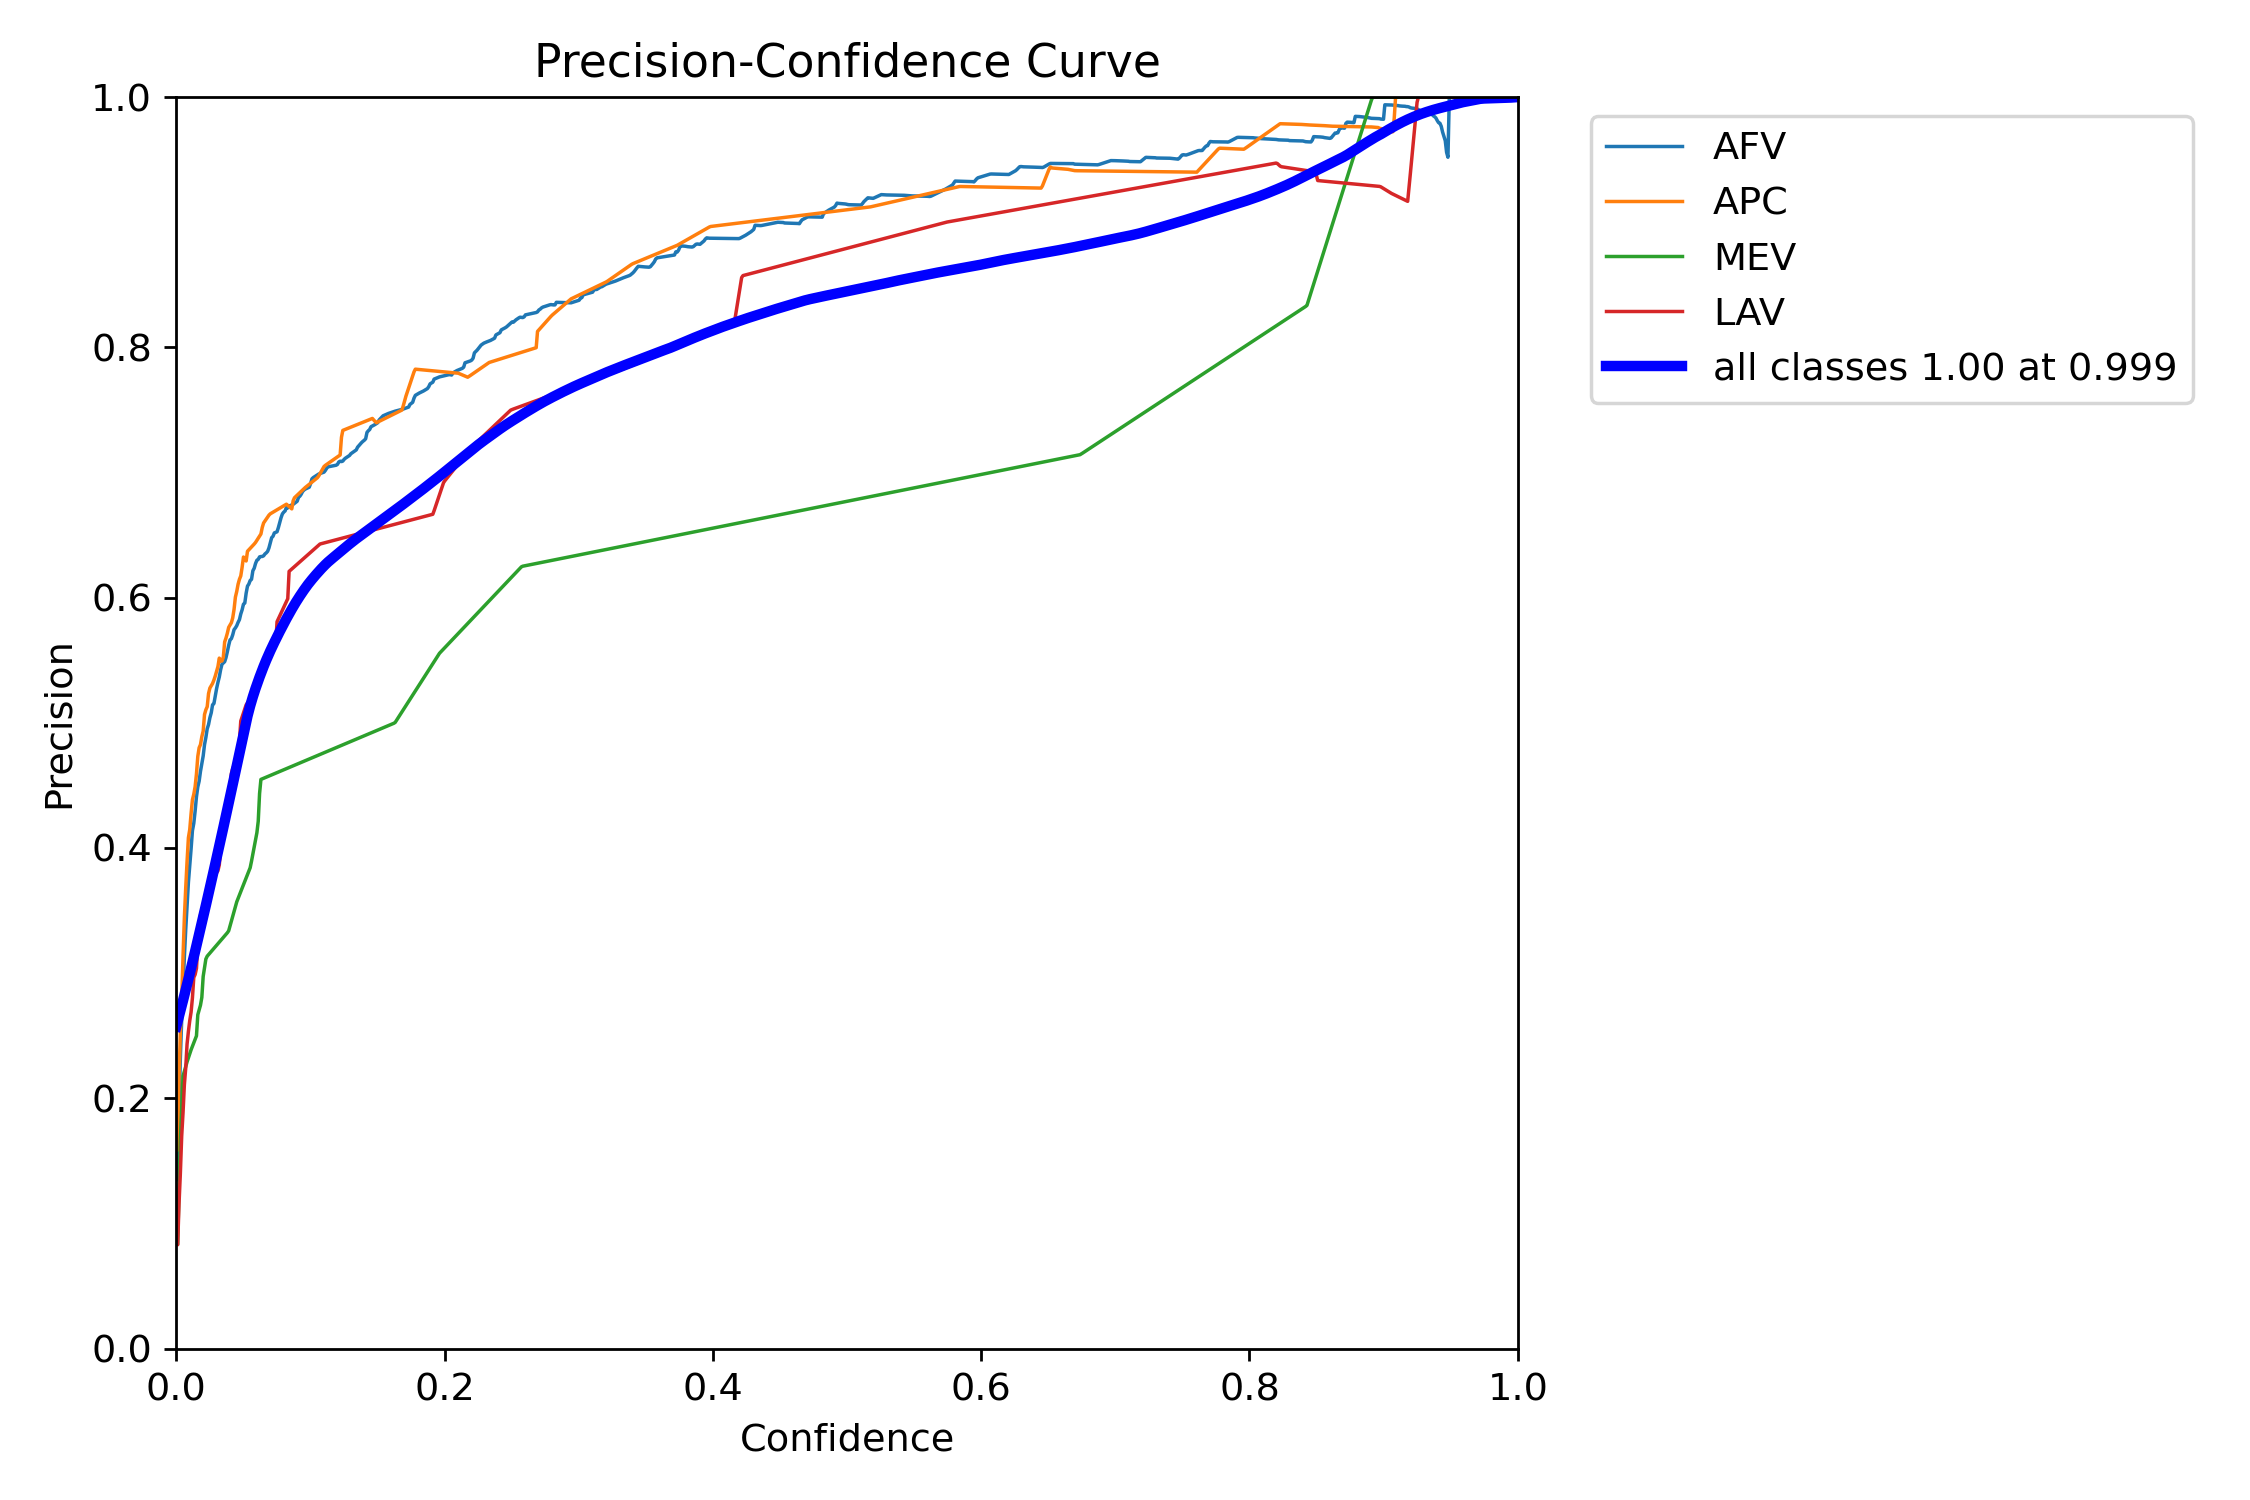 Precision-Confidence Curve
1.0
0.8
0.6
0.4
0.2
0.0
Precision
0.0 0.2 0.4 0.6 0.8 1.0
Confidence
AFV
APC
MEV
LAV
all classes 1.00 at 0.999